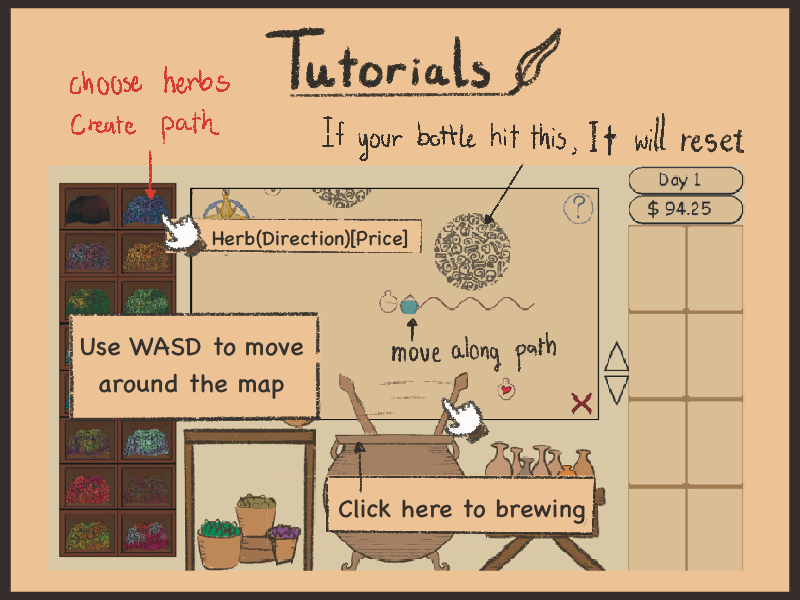 Tutorials
choose herbs
Create path
If your bottle hit this, It will reset
Day 1
$ 94.25
?
Herb(Direction)[Price]
Use WASD to move
around the map
move along path
Click here to brewing